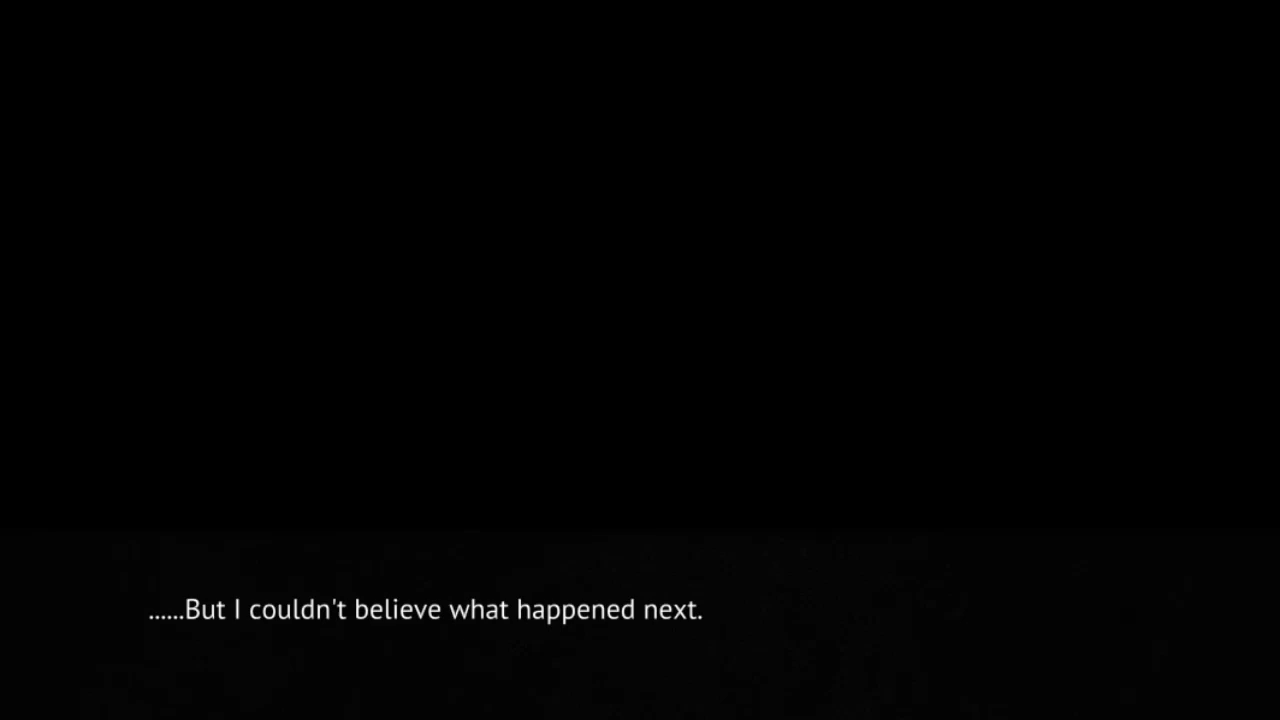 ......But I couldn't believe what happened next.